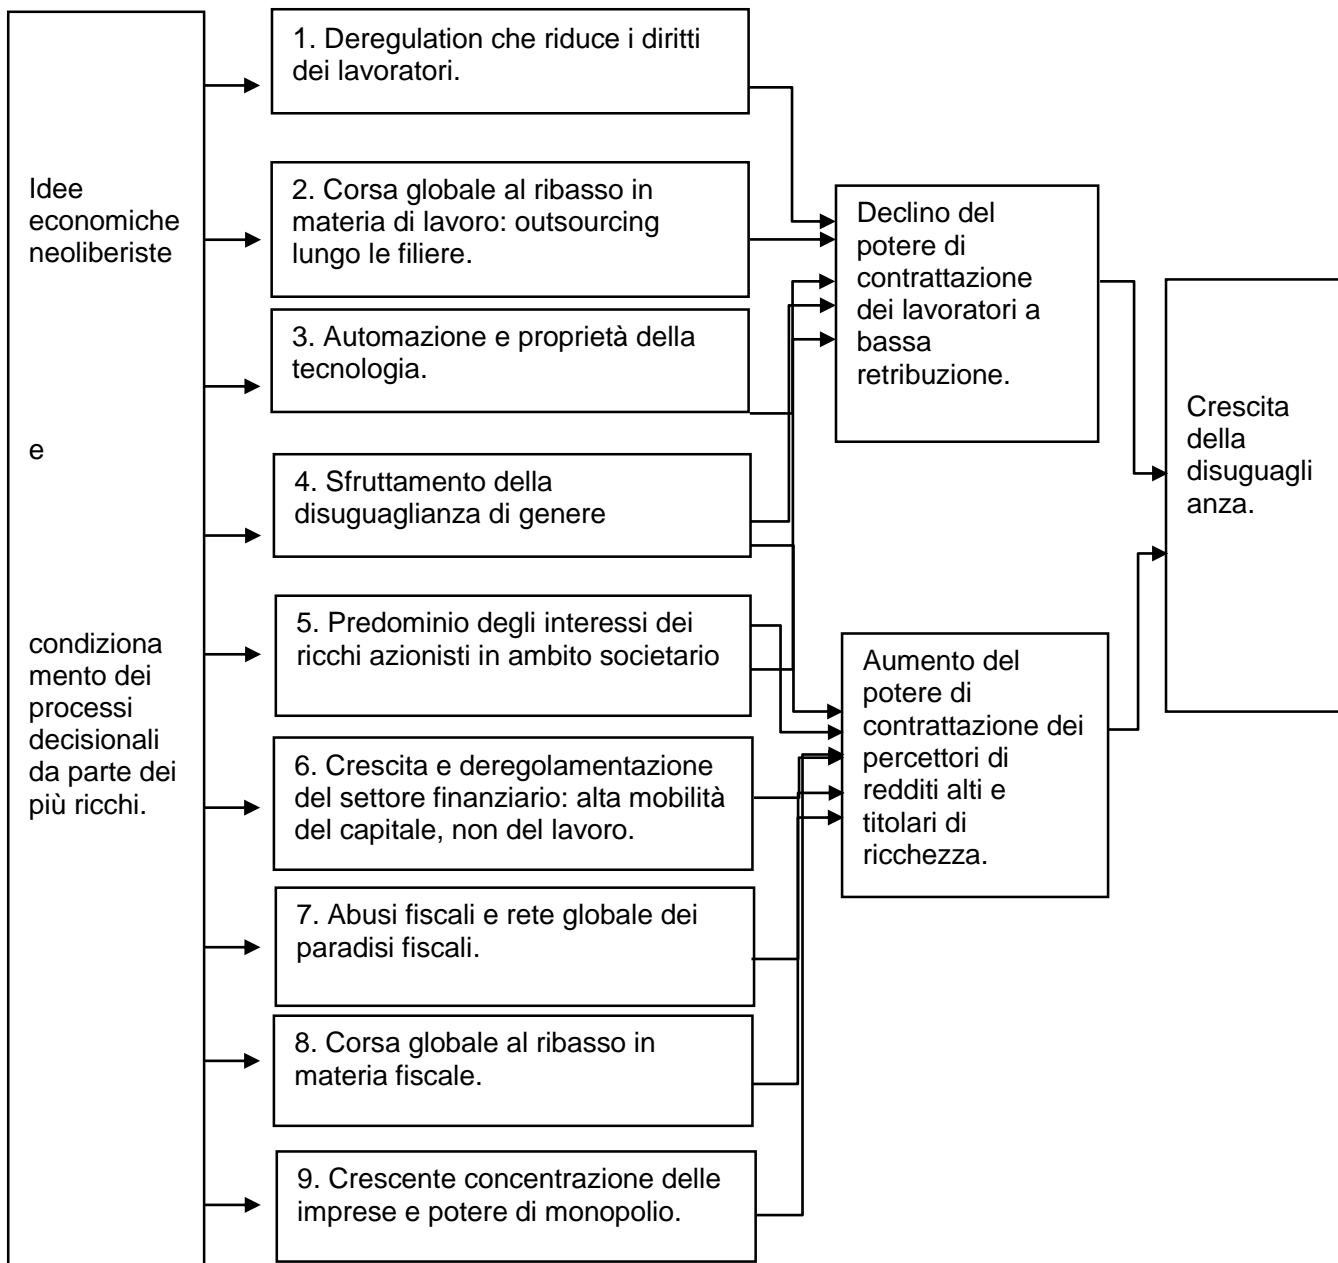 Idee
economiche
neoliberiste
e
condiziona
mento dei
processi
decisionali
da parte dei
più ricchi.
1. Deregulation che riduce i diritti
dei lavoratori.
2. Corsa globale al ribasso in
materia di lavoro: outsourcing
lungo le filiere.
3. Automazione e proprietà della
tecnologia.
4. Sfruttamento della
disuguaglianza di genere
5. Predominio degli interessi dei
ricchi azionisti in ambito societario
6. Crescita e deregolamentazione
del settore finanziario: alta mobilità
del capitale, non del lavoro.
7. Abusi fiscali e rete globale dei
paradisi fiscali.
8. Corsa globale al ribasso in
materia fiscale.
9. Crescente concentrazione delle
imprese e potere di monopolio.
Declino del
potere di
contrattazione
dei lavoratori a
bassa
retribuzione.
Aumento del
potere di
contrattazione dei
percettori di
redditi alti e
titolari di
ricchezza.
Crescita
della
disuguagli
anza.